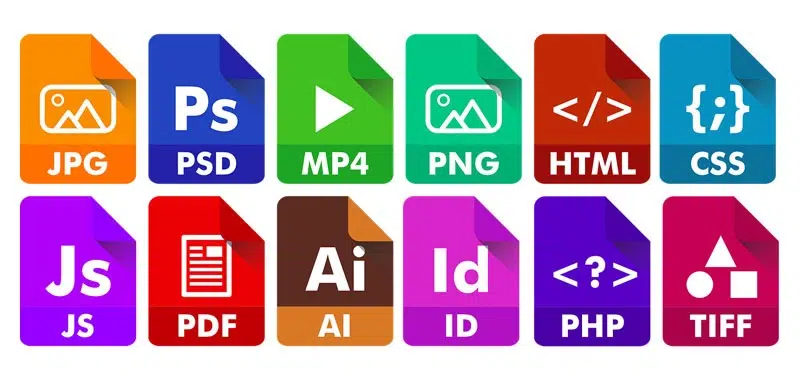 Ps
</>
{;}
JPG
PSD
MP4
PNG
HTML
CSS
Js
Ai
Id
<?>
JS
PDF
AI
ID
PHP
TIFF